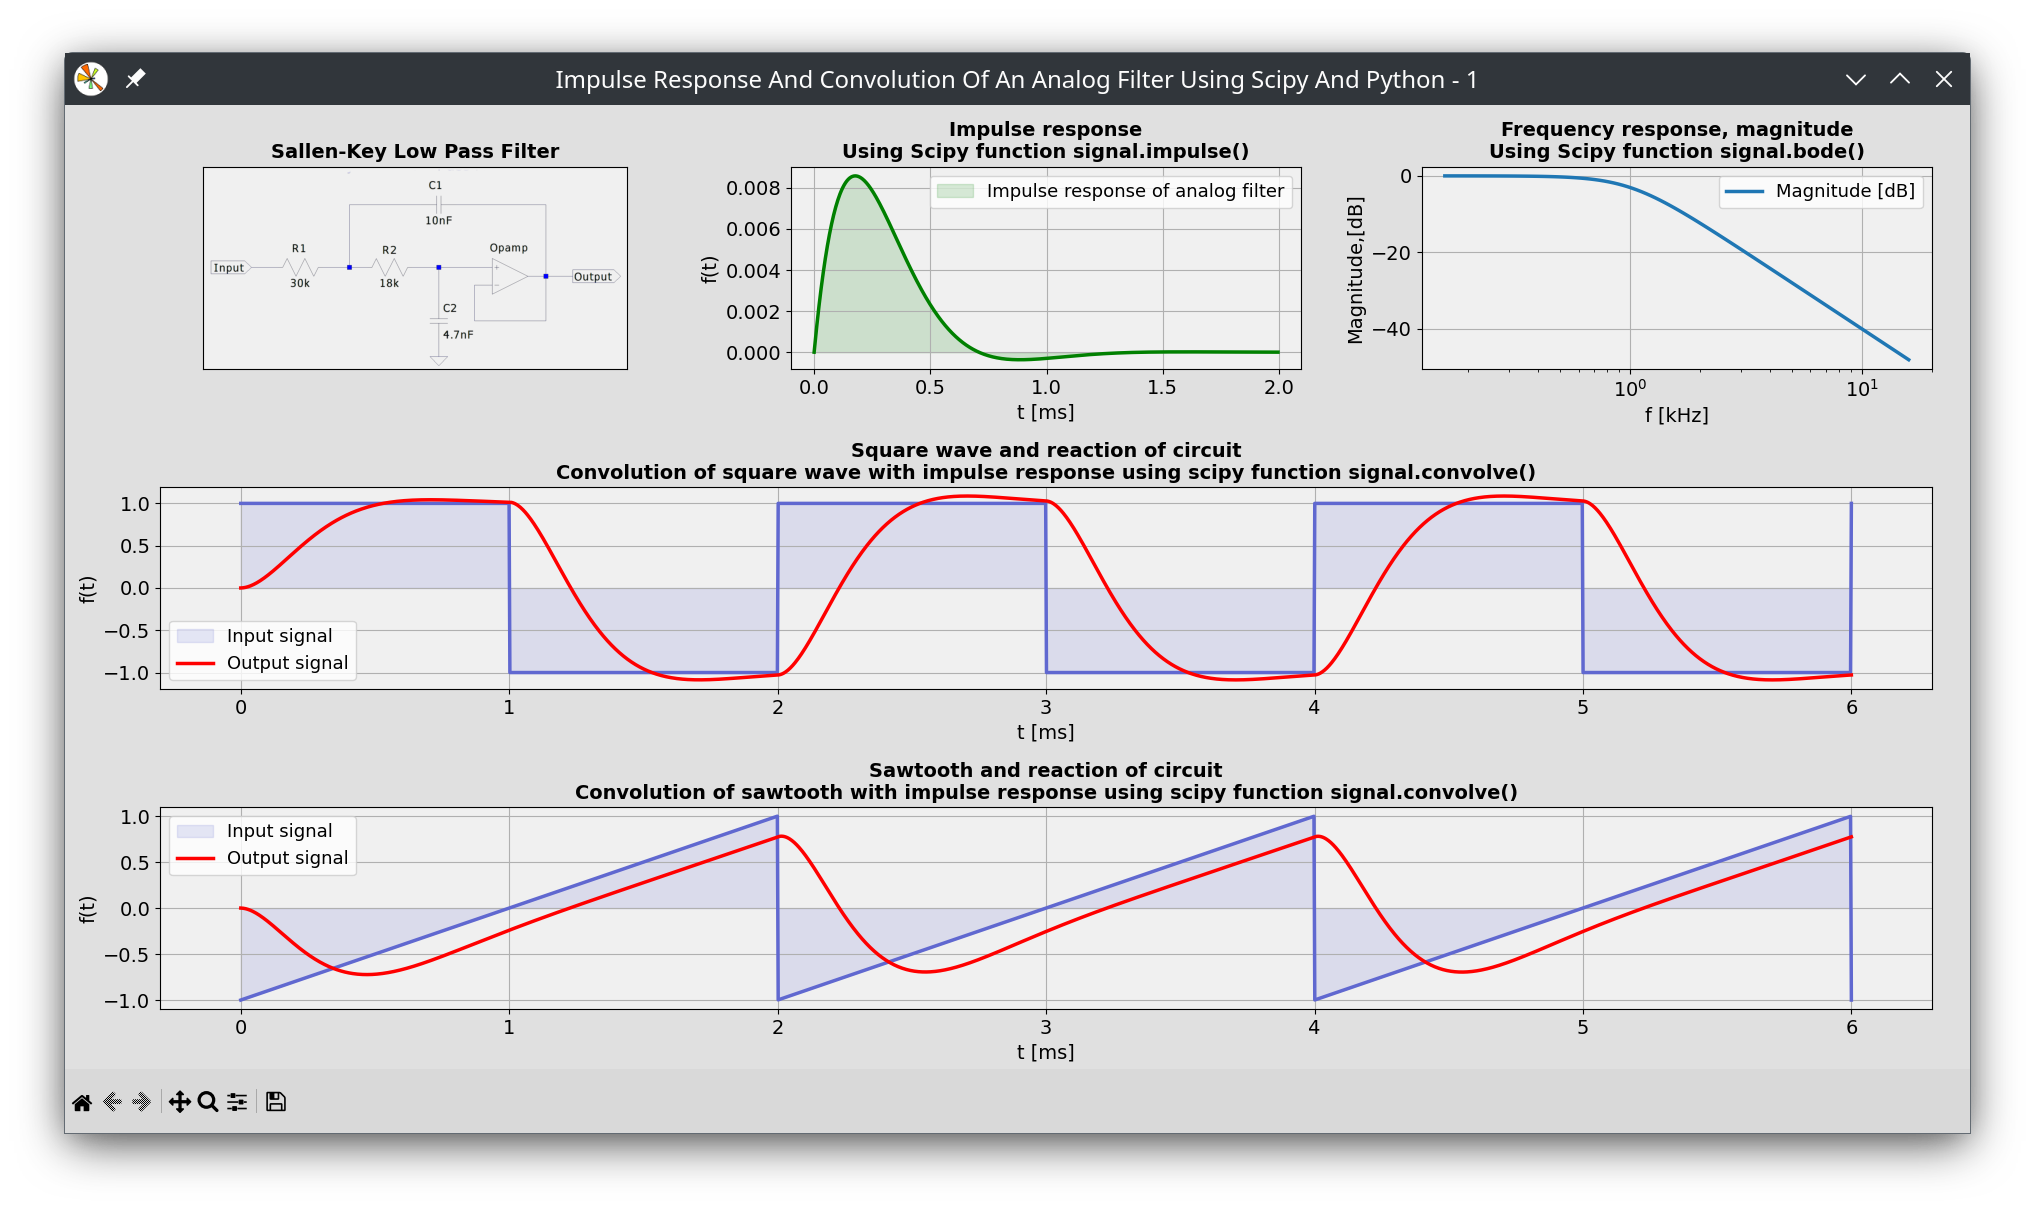 Impulse Response And Convolution Of An Analog Filter Using Scipy And Python - 1
Sallen-Key Low Pass Filter
C1
10nF
R1
R2
Opamp
Input
Output
30k
18k
C2
4.7nF
Impulse response
Using Scipy function signal.impulse()
Impulse response of analog filter
0.008
0.006
0.004
0.002
0.000
f(t)
0.0 0.5 1.0 1.5 2.0
t [ms]
Frequency response, magnitude
Using Scipy function signal.bode()
Magnitude [dB]
0
−20
−40
Magnitude,[dB]
10⁰ 10¹
f [kHz]
Square wave and reaction of circuit
Convolution of square wave with impulse response using scipy function signal.convolve()
1.0
0.5
0.0
−0.5
−1.0
f(t)
Input signal
Output signal
0 1 2 3 4 5 6
t [ms]
Sawtooth and reaction of circuit
Convolution of sawtooth with impulse response using scipy function signal.convolve()
1.0
0.5
0.0
−0.5
−1.0
f(t)
Input signal
Output signal
0 1 2 3 4 5 6
t [ms]